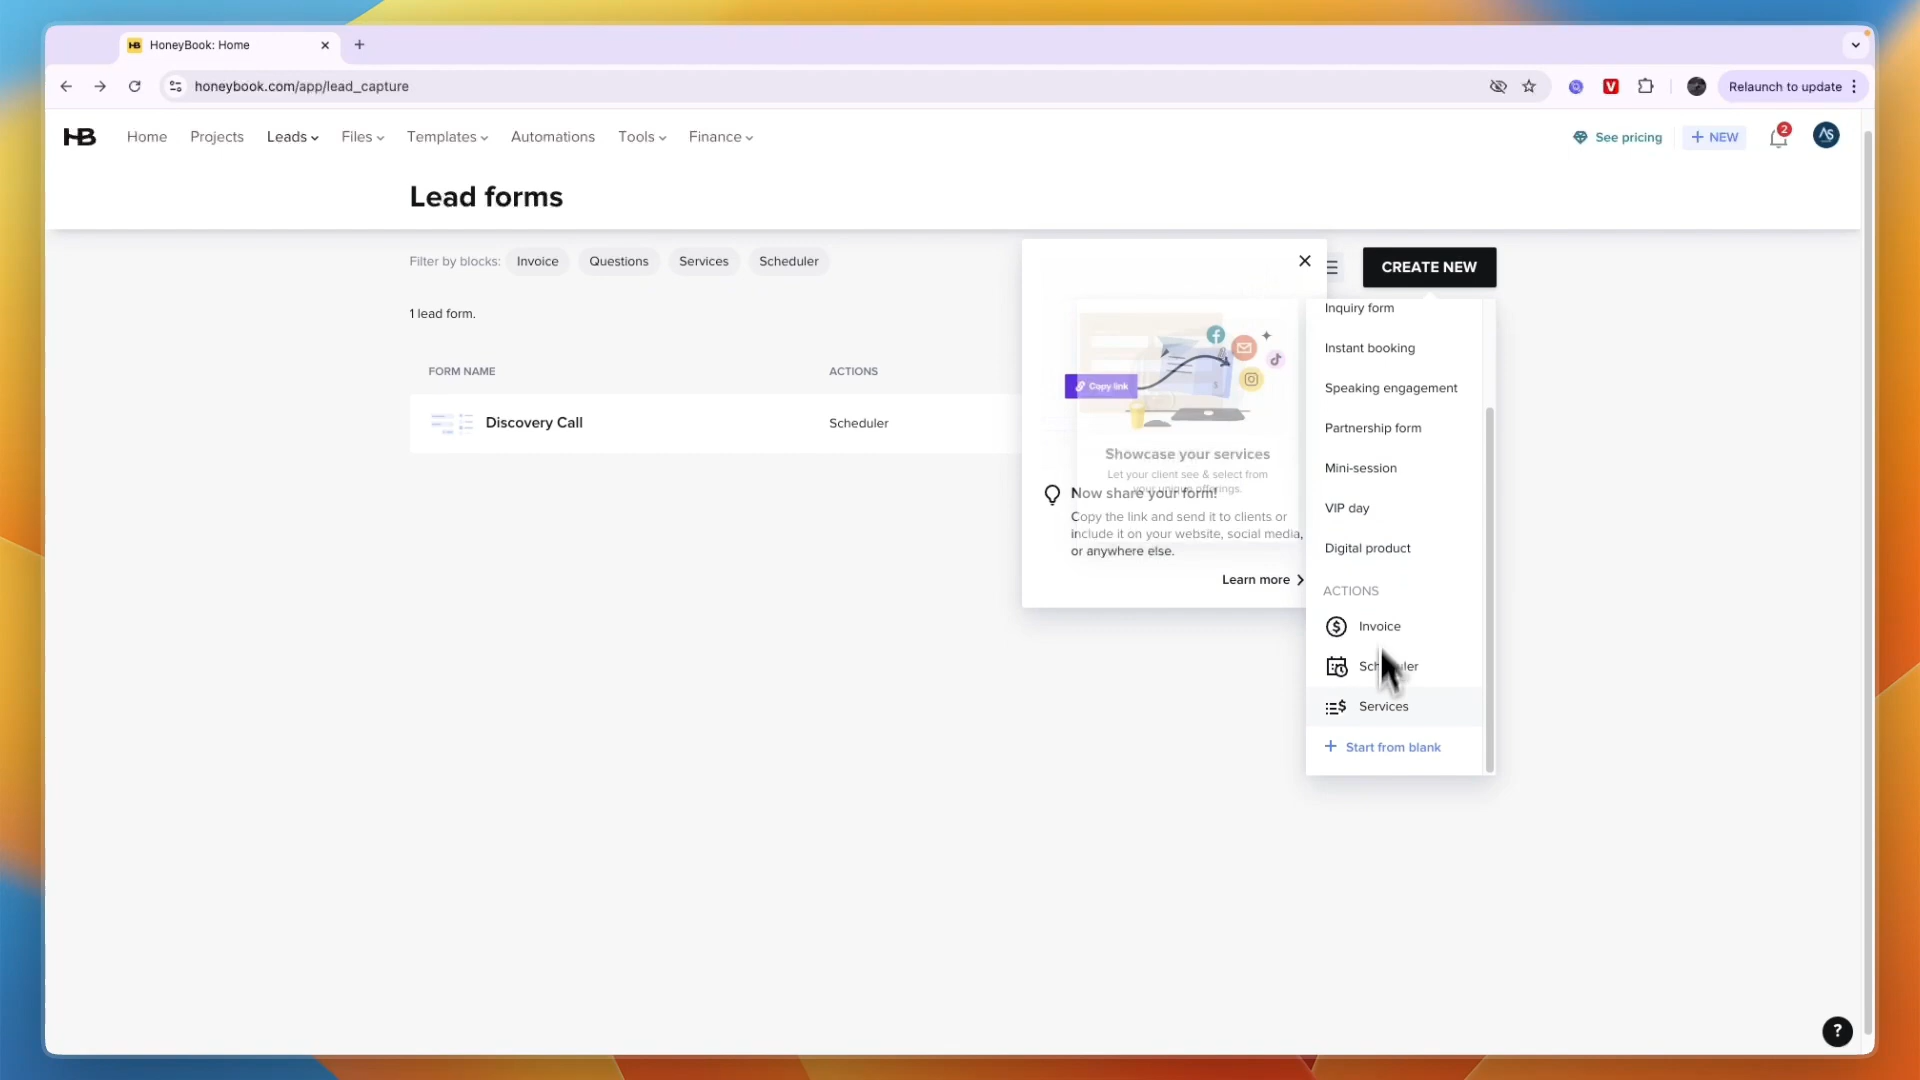 HoneyBook: Home
honeybook.com/app/lead_capture
Relaunch to update
HB
Home
Projects
Leads
Files
Templates
Automations
Tools
Finance
See pricing
+ NEW
2
Lead forms
Filter by blocks:
Invoice
Questions
Services
Scheduler
CREATE NEW
1 lead form.
FORM NAME
ACTIONS
Discovery Call
Scheduler
Copy link
Showcase your services
Let your client see & select from
your unique offerings.
Now share your form!
Copy the link and send it to clients or
include it on your website, social media,
or anywhere else.
Learn more
Inquiry form
Instant booking
Speaking engagement
Partnership form
Mini-session
VIP day
Digital product
ACTIONS
Invoice
Scheduler
Services
+ Start from blank
?